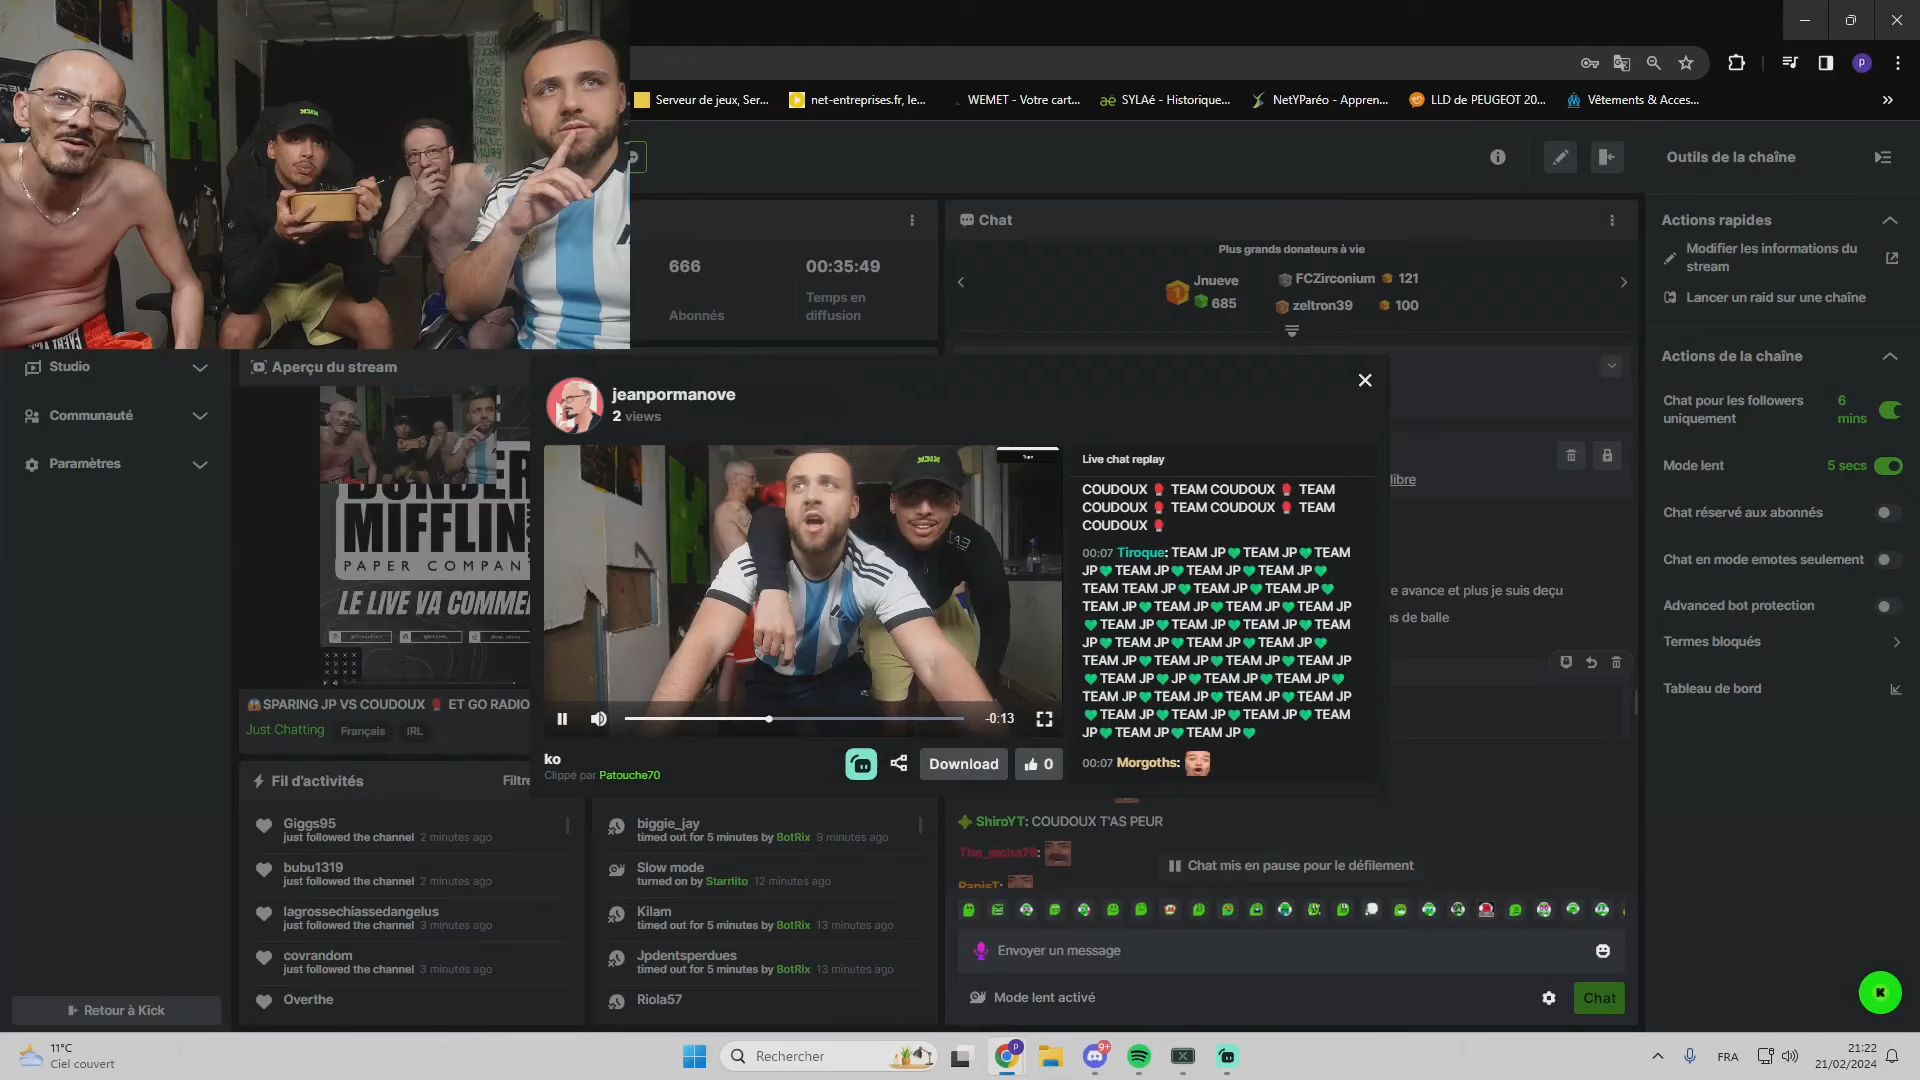 Serveur de jeux, Ser...
net-entreprises.fr, le...
WEMET - Votre cart...
SYLAé - Historique...
NetYParéo - Appren...
LLD de PEUGEOT 20...
Vêtements & Acces...
Outils de la chaîne
666
Abonnés
00:35:49
Temps en
diffusion
Chat
Plus grands donateurs à vie
Jnueve
685
FCZirconium 121
zeltron39 100
Actions rapides
Modifier les informations du
stream
Lancer un raid sur une chaîne
Actions de la chaîne
Chat pour les followers
uniquement
6
mins
Mode lent
5 secs
Chat réservé aux abonnés
Chat en mode emotes seulement
Advanced bot protection
Termes bloqués
Tableau de bord
Studio
Communauté
Paramètres
Retour à Kick
Aperçu du stream
MIFFLIN
PAPER COMPAN
LE LIVE VA COMME
😱SPARING JP VS COUDOUX 🥊 ET GO RADIO
Just Chatting
Français
IRL
jeanpormanove
2 views
KICK
-0:13
ko
Clippé par Patouche70
Download
0
Live chat replay
COUDOUX 🥊 TEAM COUDOUX 🥊 TEAM
COUDOUX 🥊 TEAM COUDOUX 🥊 TEAM
COUDOUX 🥊
00:07 Tiroque: TEAM JP💚TEAM JP💚TEAM
JP💚TEAM JP💚TEAM JP💚TEAM JP💚
TEAM TEAM JP💚TEAM JP💚TEAM JP💚
TEAM JP💚TEAM JP💚TEAM JP💚TEAM JP
💚TEAM JP💚TEAM JP💚TEAM JP💚TEAM
JP💚TEAM JP💚TEAM JP💚TEAM JP💚
TEAM JP💚TEAM JP💚TEAM JP💚TEAM JP
💚TEAM JP💚JP💚TEAM JP💚TEAM JP💚
TEAM JP💚TEAM JP💚TEAM JP💚TEAM JP
💚TEAM JP💚TEAM JP💚TEAM JP💚TEAM
JP💚TEAM JP💚TEAM JP💚
00:07 Morgoths:
libre
e avance et plus je suis deçu
s de balle
Fil d'activités
Filtre
Giggs95
just followed the channel 2 minutes ago
bubu1319
just followed the channel 2 minutes ago
lagrossechiassedangelus
just followed the channel 3 minutes ago
covrandom
just followed the channel 3 minutes ago
Overthe
biggie_jay
timed out for 5 minutes by BotRix 9 minutes ago
Slow mode
turned on by Starrlito 12 minutes ago
Kilam
timed out for 5 minutes by BotRix 13 minutes ago
Jpdentsperdues
timed out for 5 minutes by BotRix 13 minutes ago
Riola57
ShiroYT: COUDOUX T'AS PEUR
The_aicha78:
Chat mis en pause pour le défilement
PanisT:
Envoyer un message
Mode lent activé
Chat
11°C
Ciel couvert
Rechercher
9+
FRA
21:22
21/02/2024